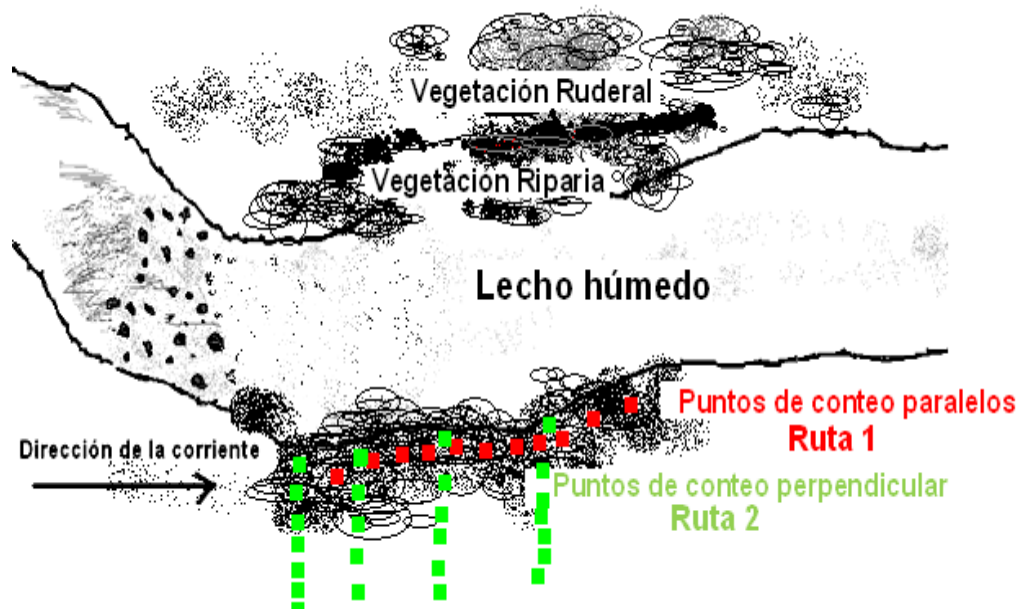 Vegetación Ruderal
Vegetación Riparia
Lecho húmedo
Puntos de conteo paralelos
Ruta 1
Dirección de la corriente
Puntos de conteo perpendicular
Ruta 2